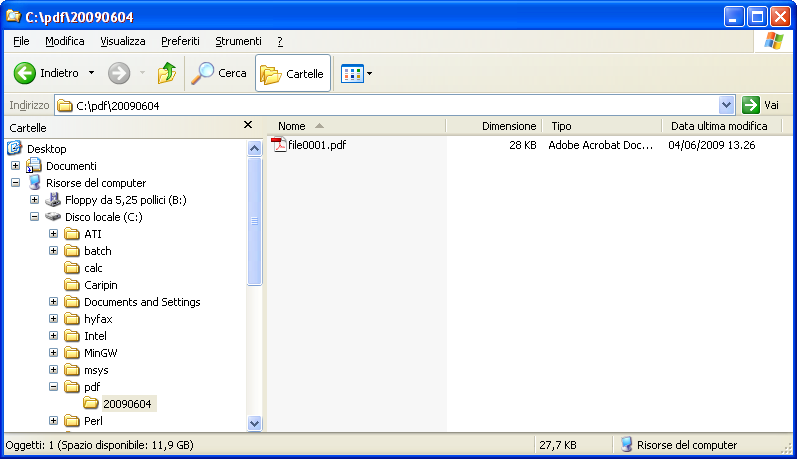 C:\pdf\20090604
File Modifica Visualizza Preferiti Strumenti ?
Indietro Cerca Cartelle
Indirizzo C:\pdf\20090604 Vai
Cartelle
Nome Dimensione Tipo Data ultima modifica
file0001.pdf 28 KB Adobe Acrobat Doc... 04/06/2009 13.26
Desktop
Documenti
Risorse del computer
Floppy da 5,25 pollici (B:)
Disco locale (C:)
ATI
batch
calc
Caripin
Documents and Settings
hyfax
Intel
MinGW
msys
pdf
20090604
Perl
Oggetti: 1 (Spazio disponibile: 11,9 GB) 27,7 KB Risorse del computer